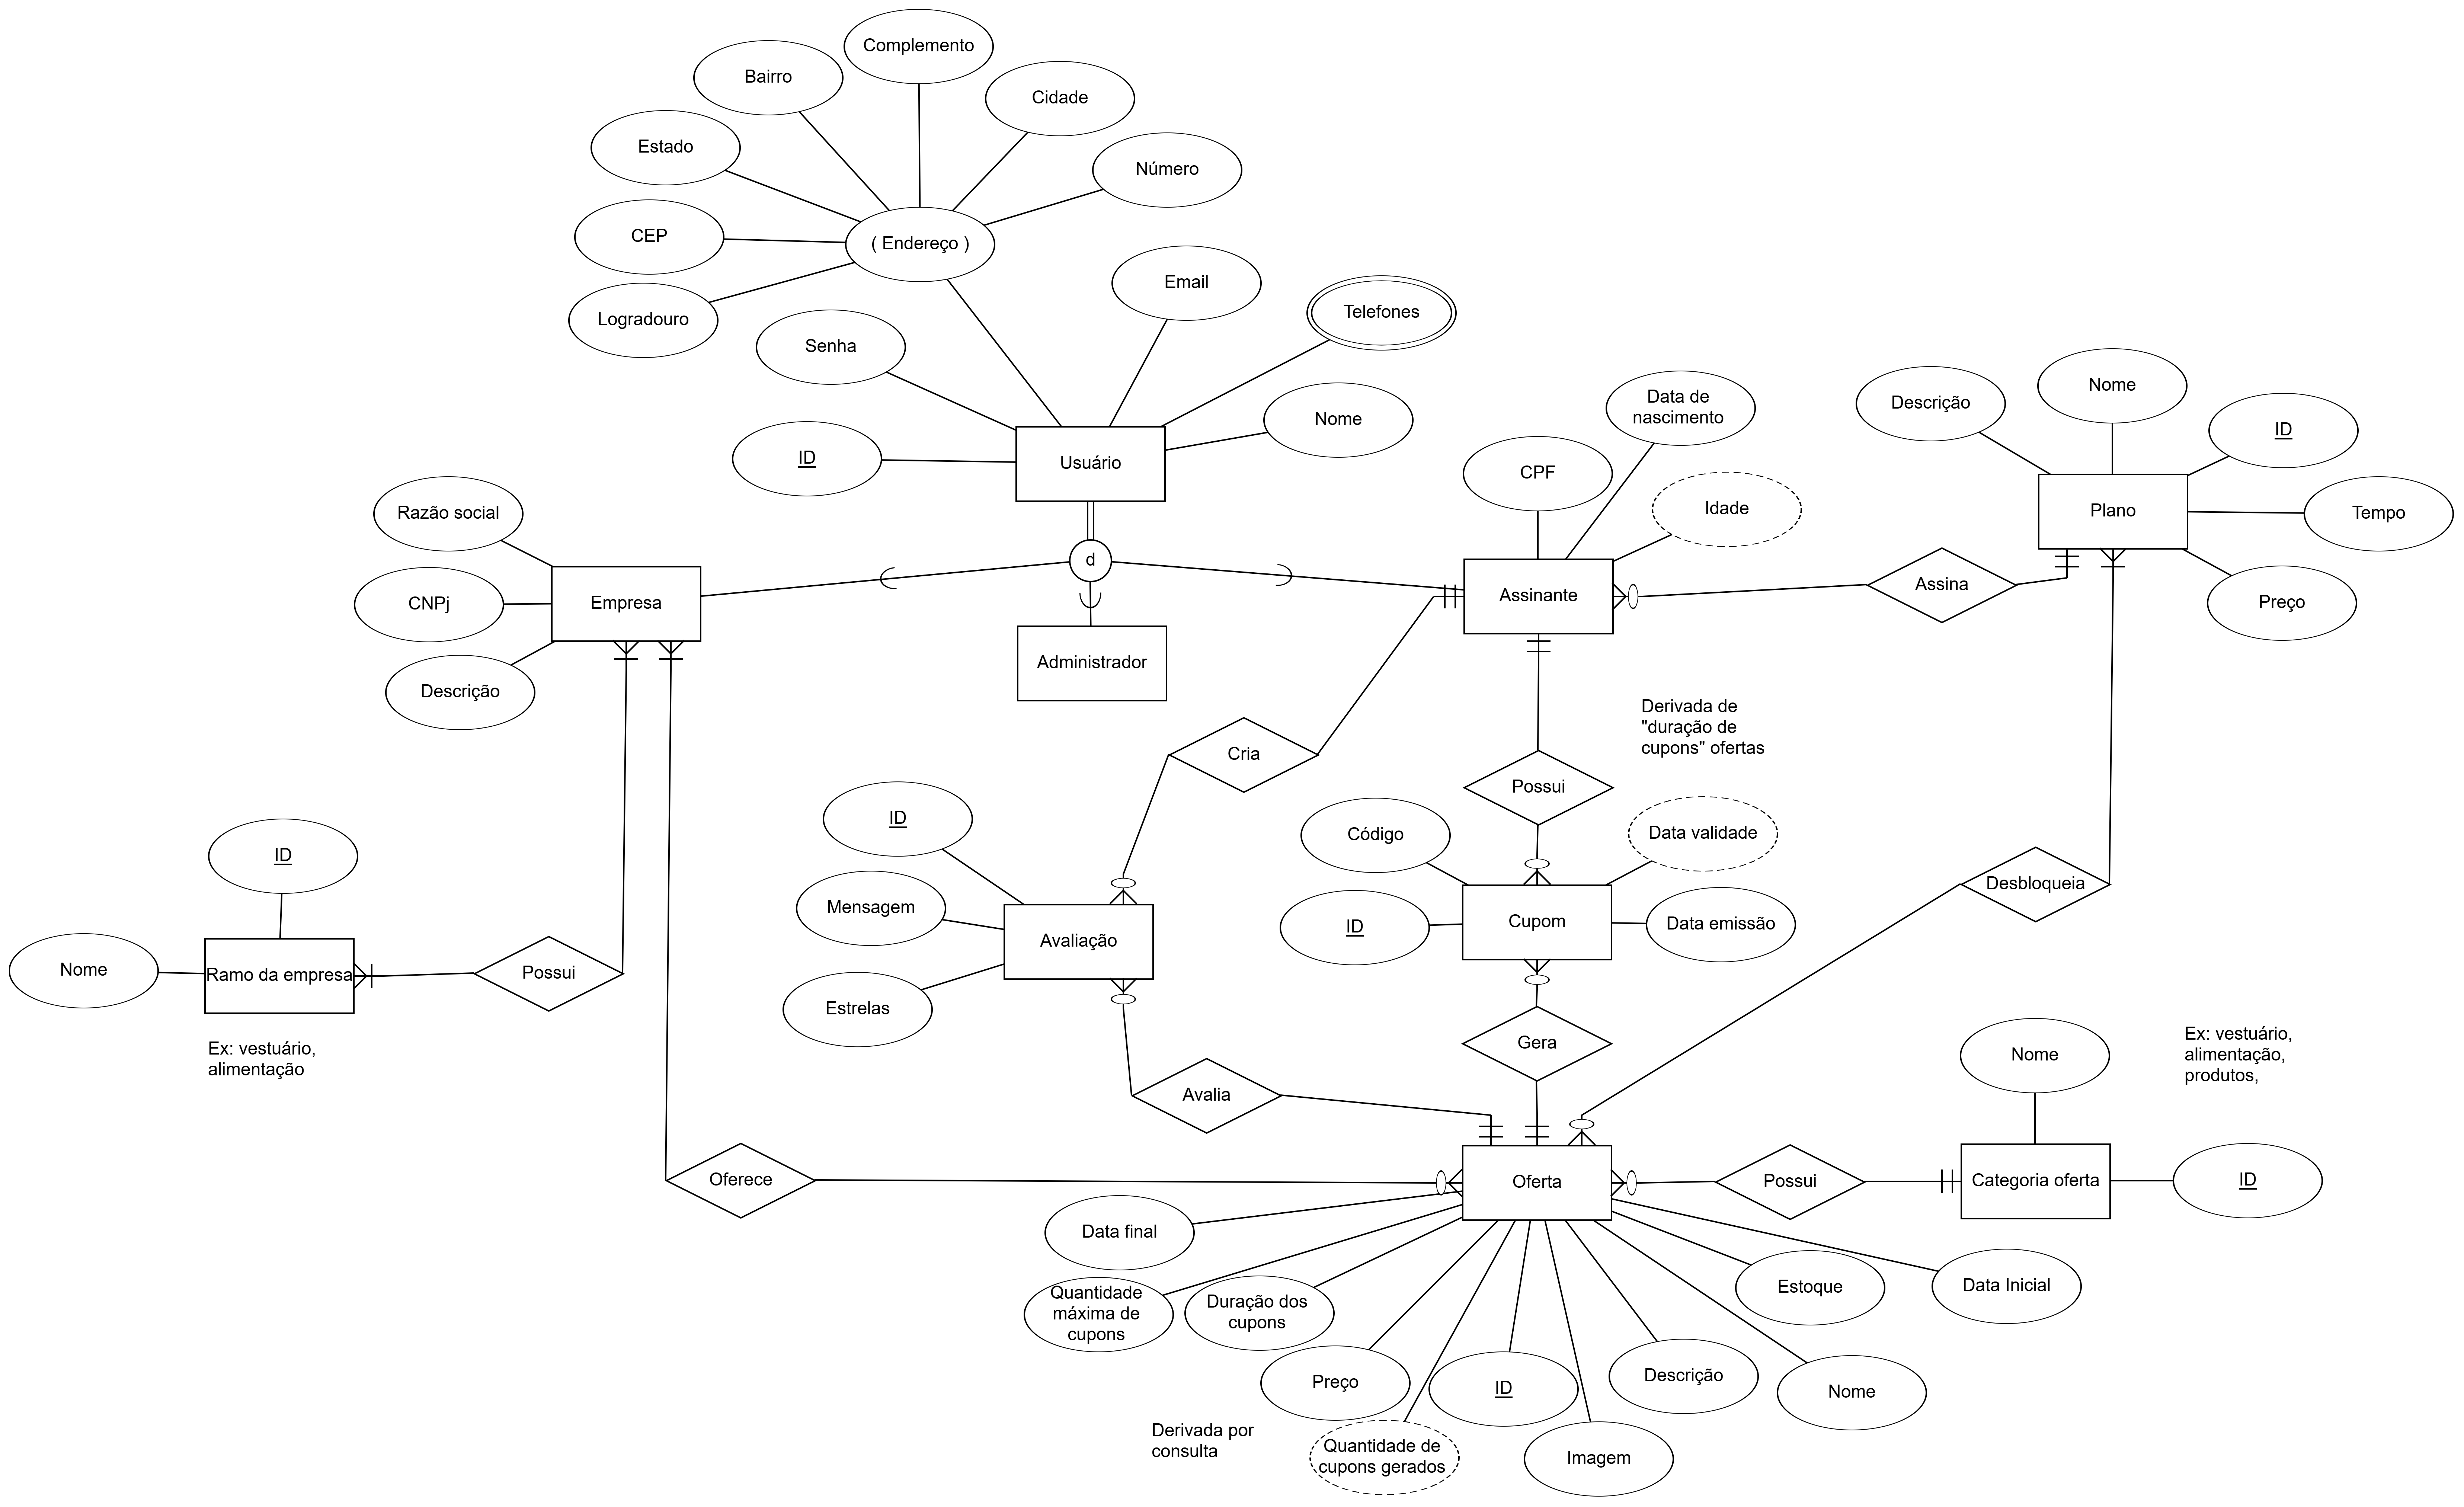 Complemento
Bairro
Cidade
Estado
Número
CEP
( Endereço )
Logradouro
Email
Telefones
Senha
Nome
ID
Usuário
d
Data de
nascimento
CPF
Idade
Descrição
Nome
ID
Plano
Tempo
Preço
Assina
Assinante
Razão social
CNPj
Empresa
Descrição
Administrador
Cria
Possui
Derivada de
"duração de
cupons" ofertas
ID
Mensagem
Avaliação
Estrelas
Código
Data validade
ID
Cupom
Data emissão
Desbloqueia
ID
Nome
Ramo da empresa
Possui
Ex: vestuário,
alimentação
Gera
Avalia
Nome
Ex: vestuário,
alimentação,
produtos,
Oferece
Oferta
Possui
Categoria oferta
ID
Data final
Quantidade
máxima de
cupons
Duração dos
cupons
Estoque
Data Inicial
Preço
ID
Descrição
Nome
Derivada por
consulta
Quantidade de
cupons gerados
Imagem